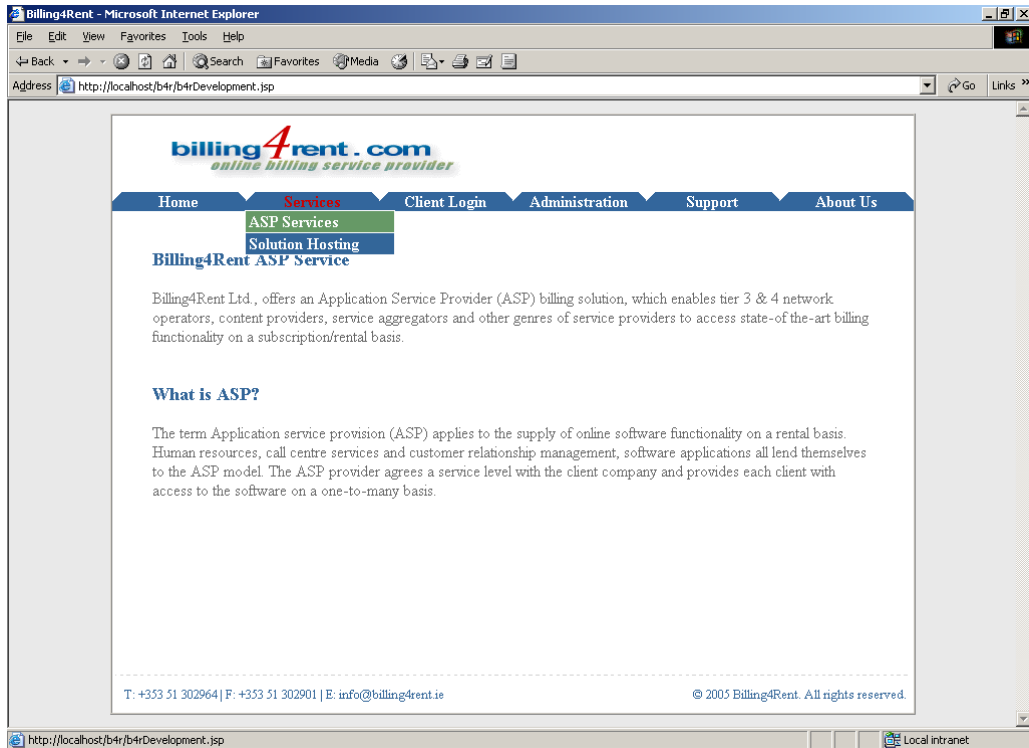 Billing4Rent - Microsoft Internet Explorer
File Edit View Favorites Tools Help
Back Search Favorites Media
Address http://localhost/b4r/b4rDevelopment.jsp Go Links »
billing4rent.com
online billing service provider
Home Services Client Login Administration Support About Us
ASP Services
Solution Hosting
Billing4Rent ASP Service
Billing4Rent Ltd., offers an Application Service Provider (ASP) billing solution, which enables tier 3 & 4 network
operators, content providers, service aggregators and other genres of service providers to access state-of the-art billing
functionality on a subscription/rental basis.
What is ASP?
The term Application service provision (ASP) applies to the supply of online software functionality on a rental basis.
Human resources, call centre services and customer relationship management, software applications all lend themselves
to the ASP model. The ASP provider agrees a service level with the client company and provides each client with
access to the software on a one-to-many basis.
T: +353 51 302964 | F: +353 51 302901 | E: info@billing4rent.ie © 2005 Billing4Rent. All rights reserved.
http://localhost/b4r/b4rDevelopment.jsp Local intranet